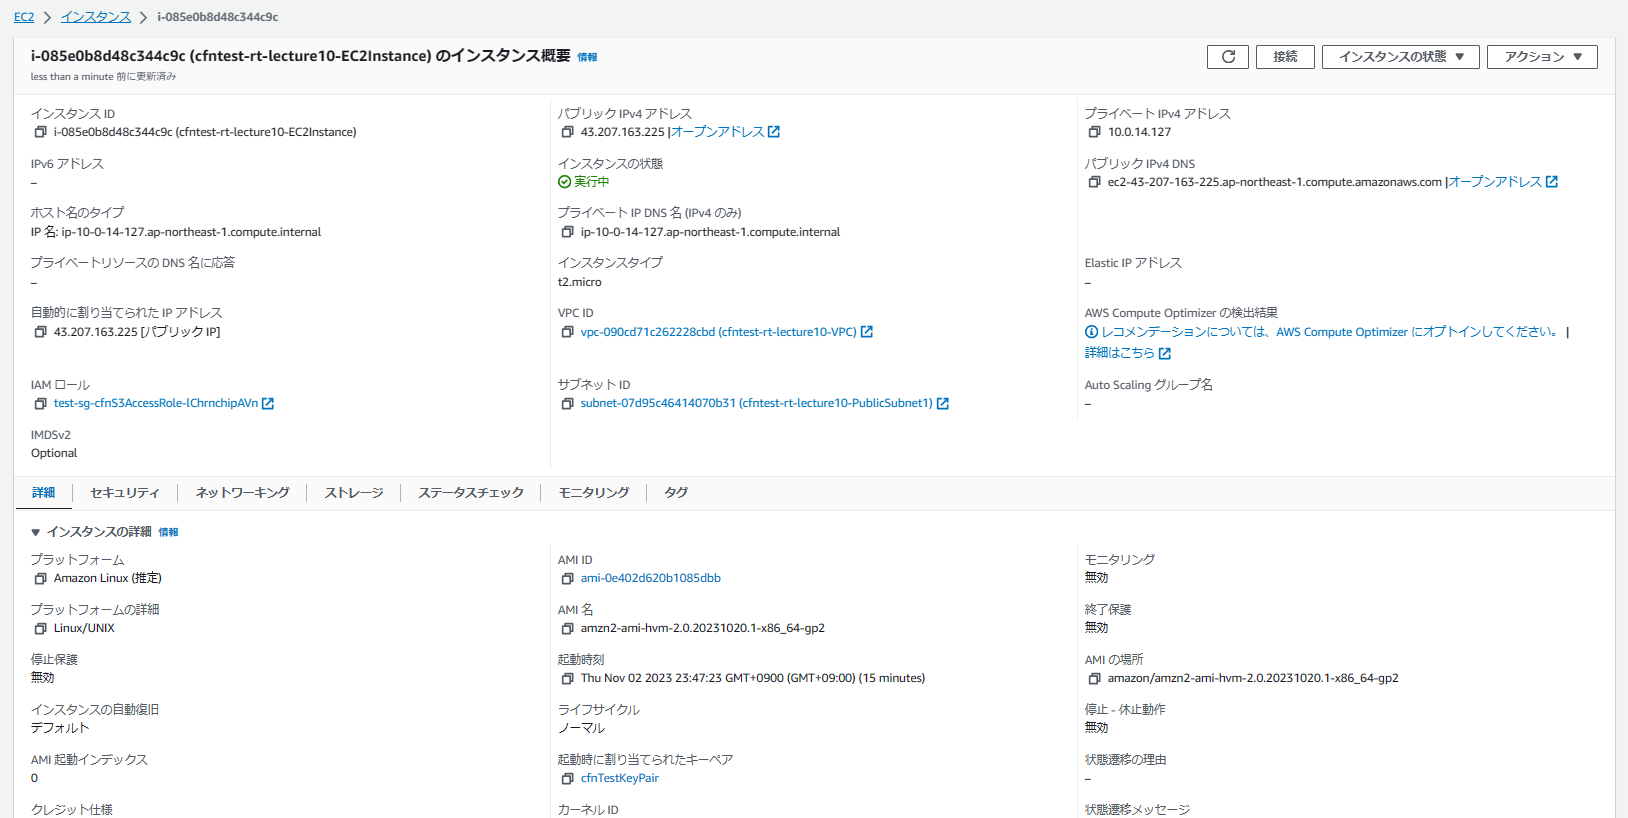 EC2 > インスタンス > i-085e0b8d48c344c9c
i-085e0b8d48c344c9c (cfntest-rt-lecture10-EC2Instance) のインスタンス概要 情報
less than a minute 前に更新済み
接続
インスタンスの状態 ▼
アクション ▼
インスタンス ID
i-085e0b8d48c344c9c (cfntest-rt-lecture10-EC2Instance)
パブリック IPv4 アドレス
43.207.163.225 |オープンアドレス
プライベート IPv4 アドレス
10.0.14.127
IPv6 アドレス
–
インスタンスの状態
実行中
パブリック IPv4 DNS
ec2-43-207-163-225.ap-northeast-1.compute.amazonaws.com |オープンアドレス
ホスト名のタイプ
IP 名: ip-10-0-14-127.ap-northeast-1.compute.internal
プライベート IP DNS 名 (IPv4 のみ)
ip-10-0-14-127.ap-northeast-1.compute.internal
プライベートリソースの DNS 名に応答
–
インスタンスタイプ
t2.micro
Elastic IP アドレス
–
自動的に割り当てられた IP アドレス
43.207.163.225 [パブリック IP]
VPC ID
vpc-090cd71c262228cbd (cfntest-rt-lecture10-VPC)
AWS Compute Optimizer の検出結果
レコメンデーションについては、AWS Compute Optimizer にオプトインしてください。 |
詳細はこちら
IAM ロール
test-sg-cfnS3AccessRole-lChrnchipAVn
サブネット ID
subnet-07d95c46414070b31 (cfntest-rt-lecture10-PublicSubnet1)
Auto Scaling グループ名
–
IMDSv2
Optional
詳細
セキュリティ
ネットワーキング
ストレージ
ステータスチェック
モニタリング
タグ
▼ インスタンスの詳細 情報
プラットフォーム
Amazon Linux (推定)
AMI ID
ami-0e402d620b1085dbb
モニタリング
無効
プラットフォームの詳細
Linux/UNIX
AMI 名
amzn2-ami-hvm-2.0.20231020.1-x86_64-gp2
終了保護
無効
停止保護
無効
起動時刻
Thu Nov 02 2023 23:47:23 GMT+0900 (GMT+09:00) (15 minutes)
AMI の場所
amazon/amzn2-ami-hvm-2.0.20231020.1-x86_64-gp2
インスタンスの自動復旧
デフォルト
ライフサイクル
ノーマル
停止 - 休止動作
無効
AMI 起動インデックス
0
起動時に割り当てられたキーペア
cfnTestKeyPair
状態遷移の理由
–
クレジット仕様
カーネル ID
状態遷移メッセージ